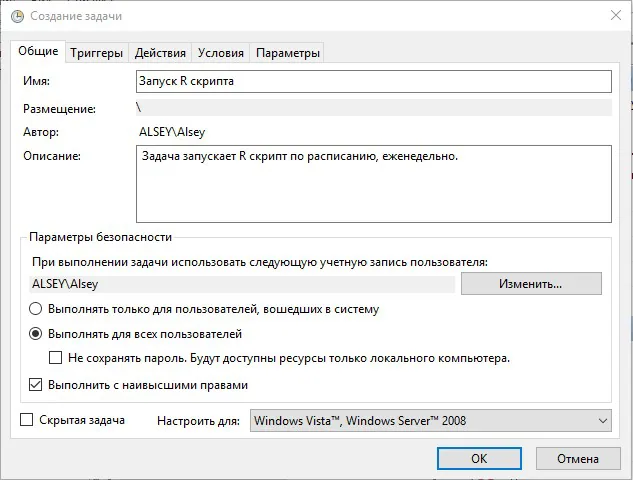 Создание задачи
Общие Триггеры Действия Условия Параметры
Имя: Запуск R скрипта
Размещение: \
Автор: ALSEY\Alsey
Описание: Задача запускает R скрипт по расписанию, еженедельно.
Параметры безопасности
При выполнении задачи использовать следующую учетную запись пользователя:
ALSEY\Alsey Изменить...
Выполнять только для пользователей, вошедших в систему
Выполнять для всех пользователей
Не сохранять пароль. Будут доступны ресурсы только локального компьютера.
Выполнить с наивысшими правами
Скрытая задача Настроить для: Windows Vista™, Windows Server™ 2008
OK Отмена